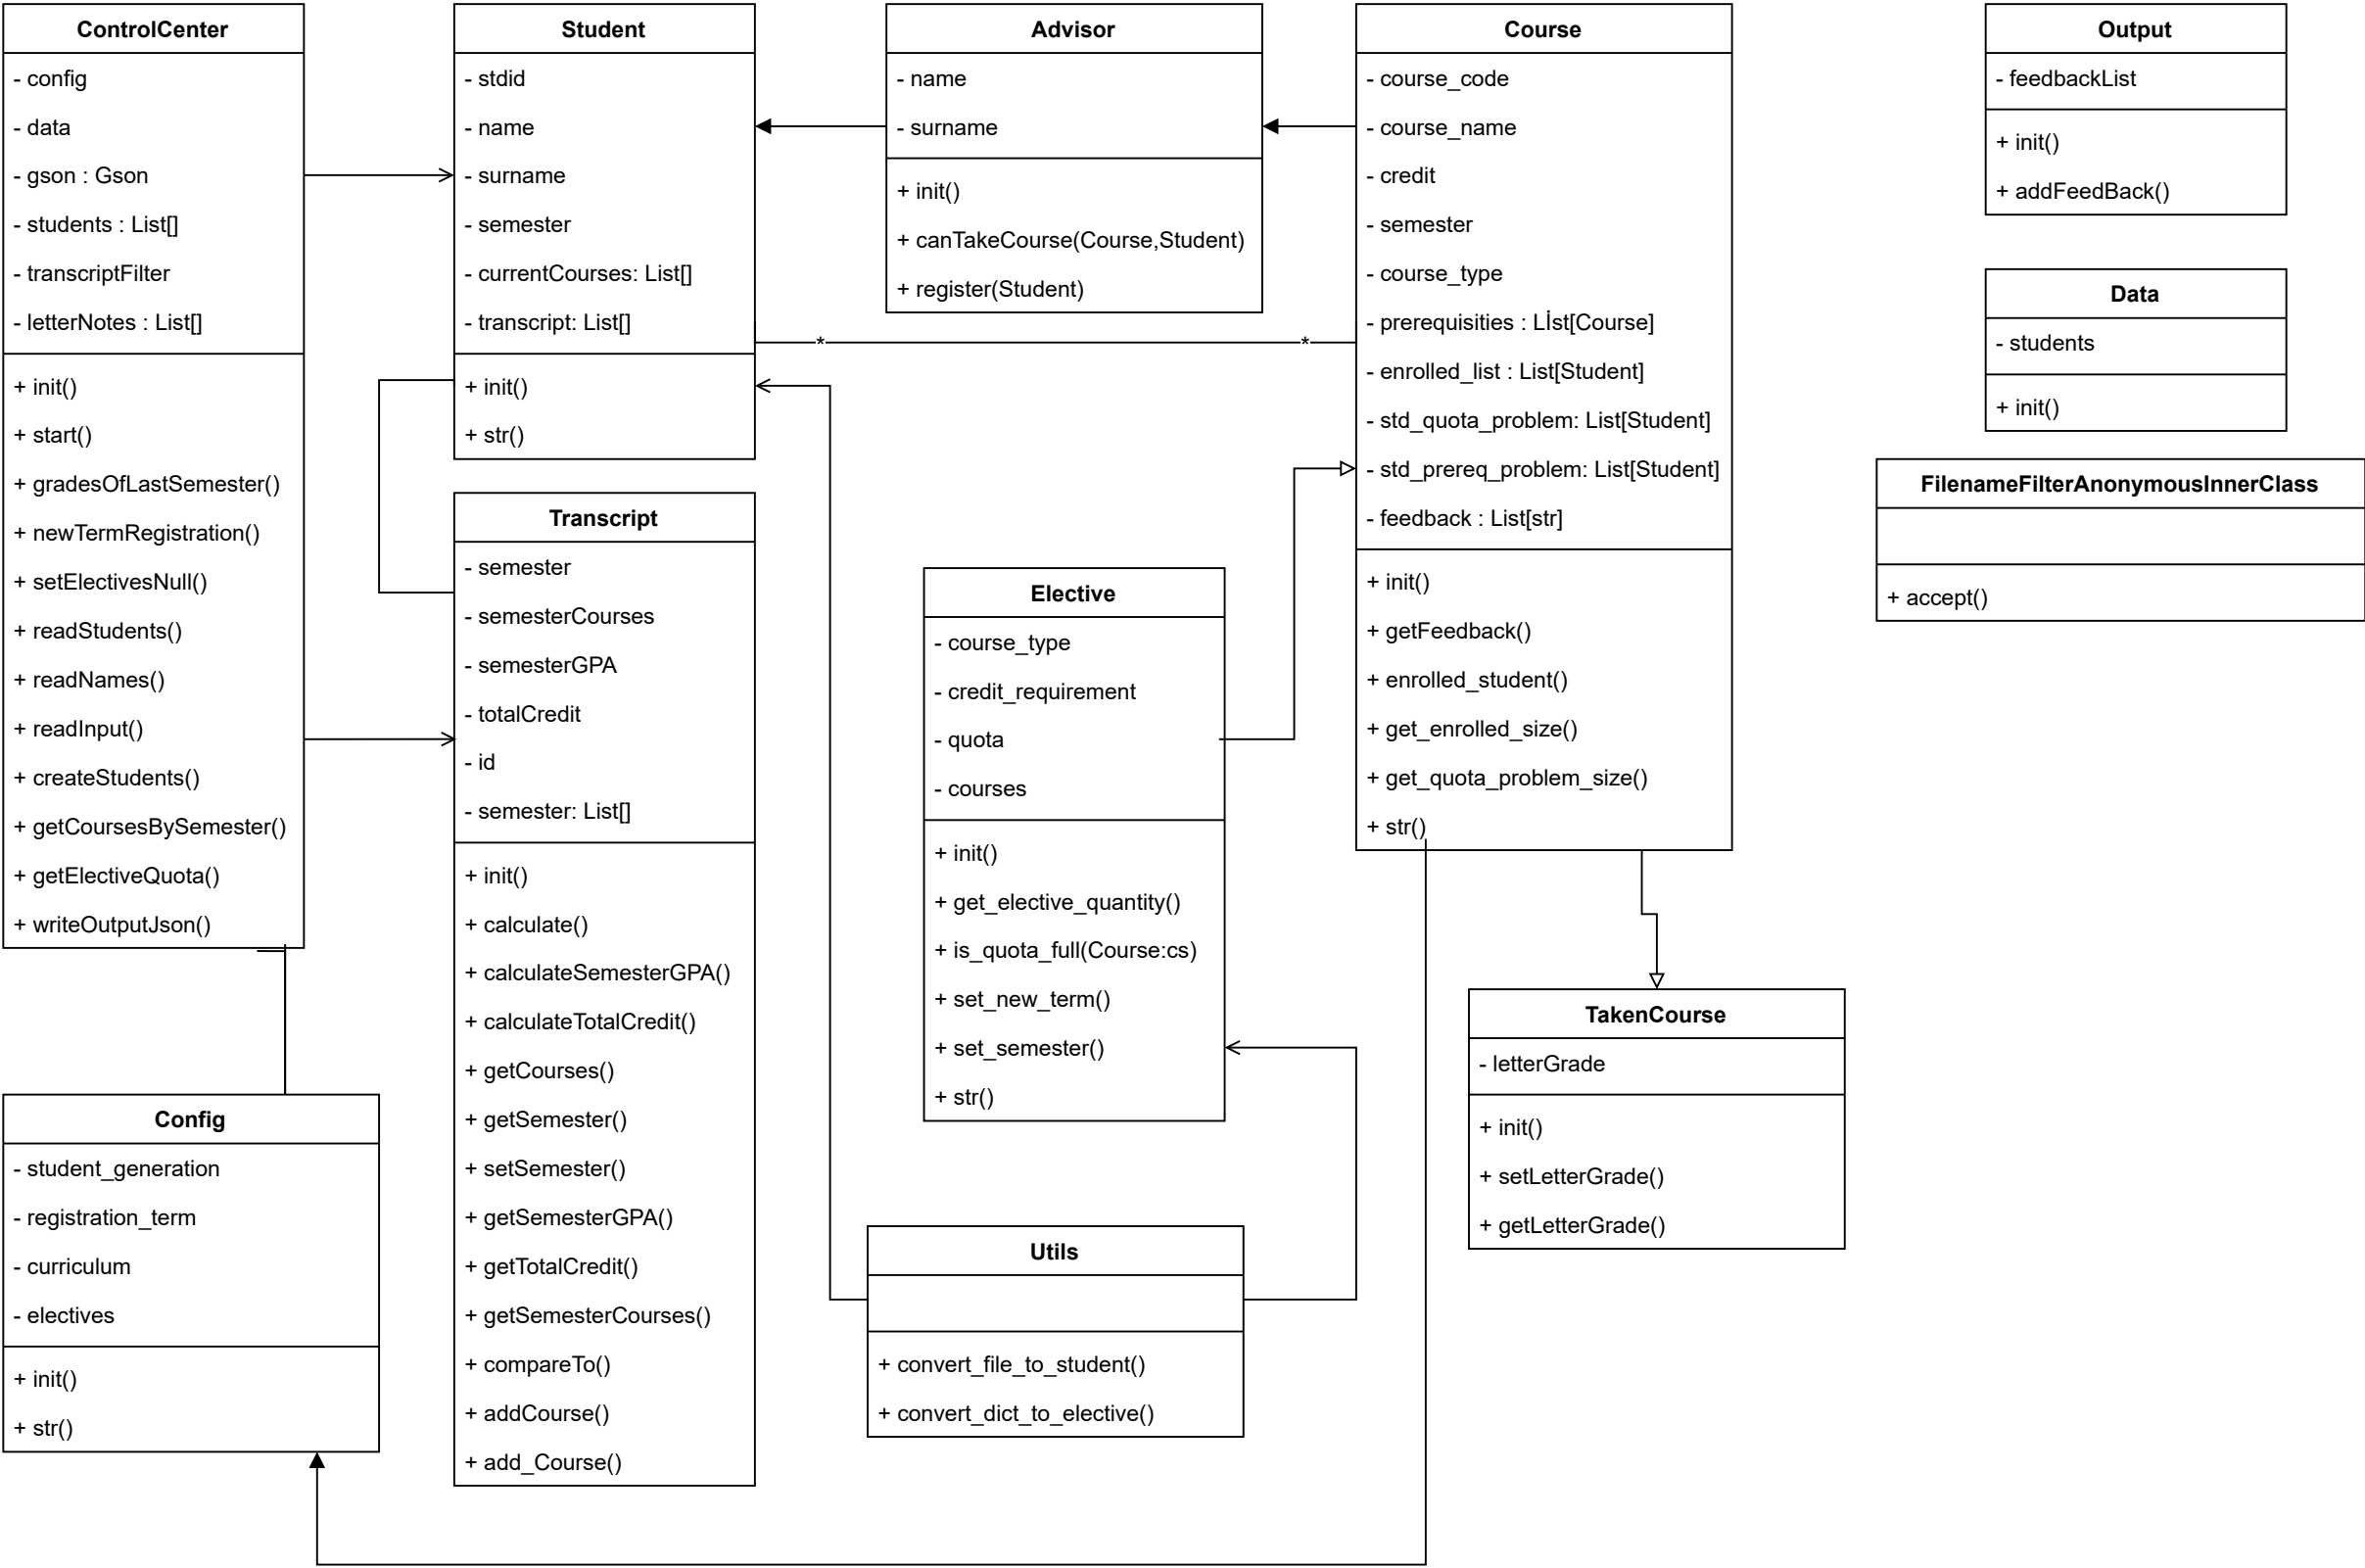 ControlCenter
- config
- data
- gson : Gson
- students : List[]
- transcriptFilter
- letterNotes : List[]
+ init()
+ start()
+ gradesOfLastSemester()
+ newTermRegistration()
+ setElectivesNull()
+ readStudents()
+ readNames()
+ readInput()
+ createStudents()
+ getCoursesBySemester()
+ getElectiveQuota()
+ writeOutputJson()
Student
- stdid
- name
- surname
- semester
- currentCourses: List[]
- transcript: List[]
+ init()
+ str()
Advisor
- name
- surname
+ init()
+ canTakeCourse(Course,Student)
+ register(Student)
Course
- course_code
- course_name
- credit
- semester
- course_type
- prerequisities : Lİst[Course]
- enrolled_list : List[Student]
- std_quota_problem: List[Student]
- std_prereq_problem: List[Student]
- feedback : List[str]
+ init()
+ getFeedback()
+ enrolled_student()
+ get_enrolled_size()
+ get_quota_problem_size()
+ str()
Output
- feedbackList
+ init()
+ addFeedBack()
Data
- students
+ init()
FilenameFilterAnonymousInnerClass
+ accept()
*
*
Transcript
- semester
- semesterCourses
- semesterGPA
- totalCredit
- id
- semester: List[]
+ init()
+ calculate()
+ calculateSemesterGPA()
+ calculateTotalCredit()
+ getCourses()
+ getSemester()
+ setSemester()
+ getSemesterGPA()
+ getTotalCredit()
+ getSemesterCourses()
+ compareTo()
+ addCourse()
+ add_Course()
Elective
- course_type
- credit_requirement
- quota
- courses
+ init()
+ get_elective_quantity()
+ is_quota_full(Course:cs)
+ set_new_term()
+ set_semester()
+ str()
TakenCourse
- letterGrade
+ init()
+ setLetterGrade()
+ getLetterGrade()
Config
- student_generation
- registration_term
- curriculum
- electives
+ init()
+ str()
Utils
+ convert_file_to_student()
+ convert_dict_to_elective()